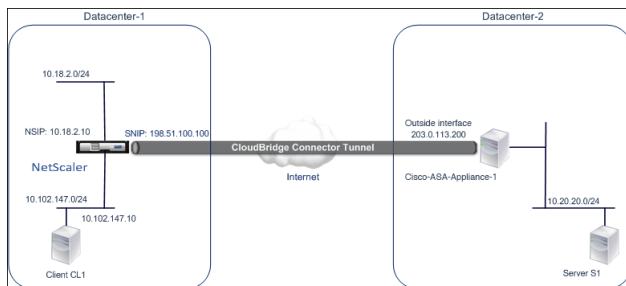 Datacenter-1
Datacenter-2
10.18.2.0/24
NSIP: 10.18.2.10
SNIP: 198.51.100.100
NetScaler
CloudBridge Connector Tunnel
Internet
Outside interface
203.0.113.200
Cisco-ASA-Appliance-1
10.102.147.0/24
10.102.147.10
Client CL1
10.20.20.0/24
Server S1